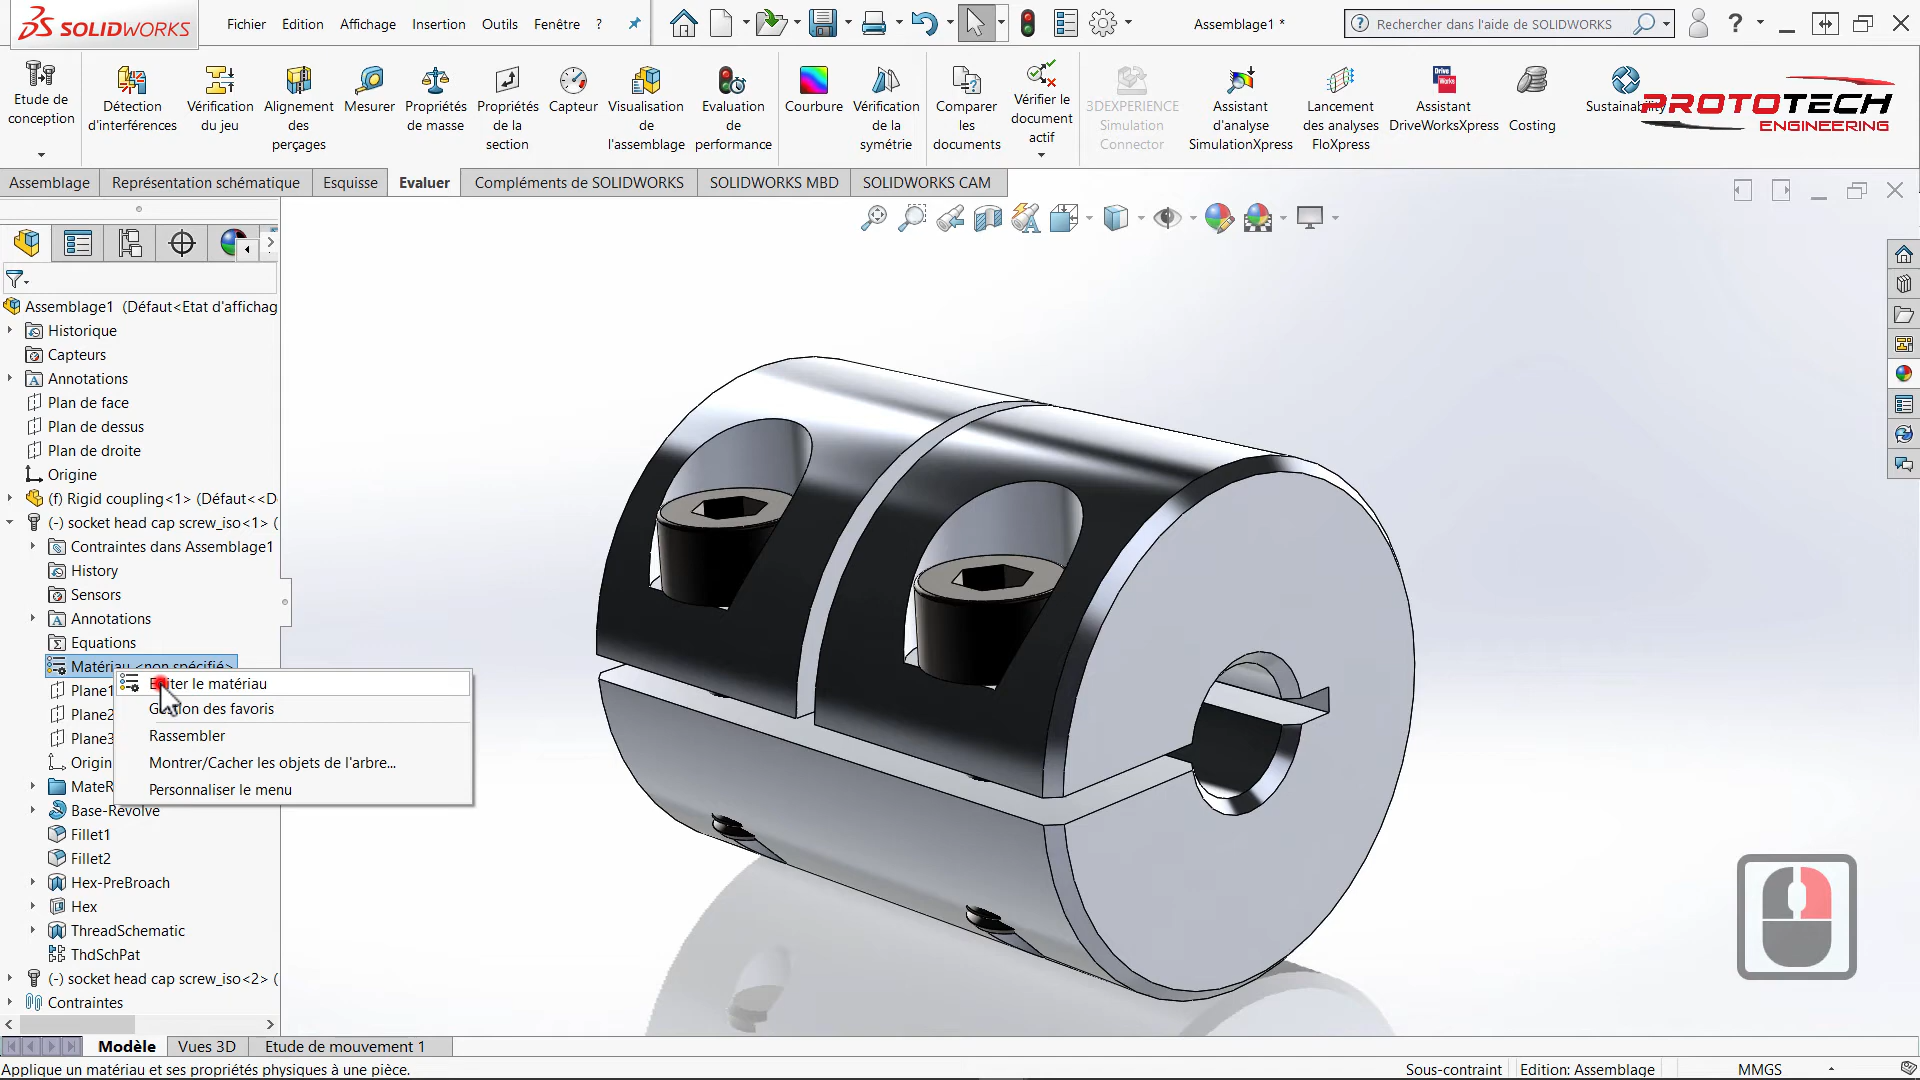 SOLIDWORKS
Fichier Edition Affichage Insertion Outils Fenêtre ?
Assemblage1 *
Rechercher dans l'aide de SOLIDWORKS
?
Etude de
conception
Détection
d'interférences
Vérification
du jeu
Alignement
des
perçages
Mesurer
Propriétés
de masse
Propriétés
de la
section
Capteur
Visualisation
de
l'assemblage
Evaluation
de
performance
Courbure
Vérification
de la
symétrie
Comparer
les
documents
Vérifier le
document
actif
3DEXPERIENCE
Simulation
Connector
Assistant
d'analyse
SimulationXpress
Lancement
des analyses
FloXpress
Assistant
DriveWorksXpress
Costing
Sustainability
PROTOTECH
ENGINEERING
Assemblage Représentation schématique Esquisse Evaluer Compléments de SOLIDWORKS SOLIDWORKS MBD SOLIDWORKS CAM
Assemblage1 (Défaut<Etat d'affichag
Historique
Capteurs
Annotations
Plan de face
Plan de dessus
Plan de droite
Origine
(f) Rigid coupling<1> (Défaut<<D
(-) socket head cap screw_iso<1> (
Contraintes dans Assemblage1
History
Sensors
Annotations
Equations
Matériau <non spécifié>
Plane1
Plane2
Plane3
Origin
MateR
Base-Revolve
Fillet1
Fillet2
Hex-PreBroach
Hex
ThreadSchematic
ThdSchPat
(-) socket head cap screw_iso<2> (
Contraintes
Editer le matériau
Gestion des favoris
Rassembler
Montrer/Cacher les objets de l'arbre...
Personnaliser le menu
Modèle Vues 3D Etude de mouvement 1
Applique un matériau et ses propriétés physiques à une pièce.
Sous-contraint Edition: Assemblage MMGS